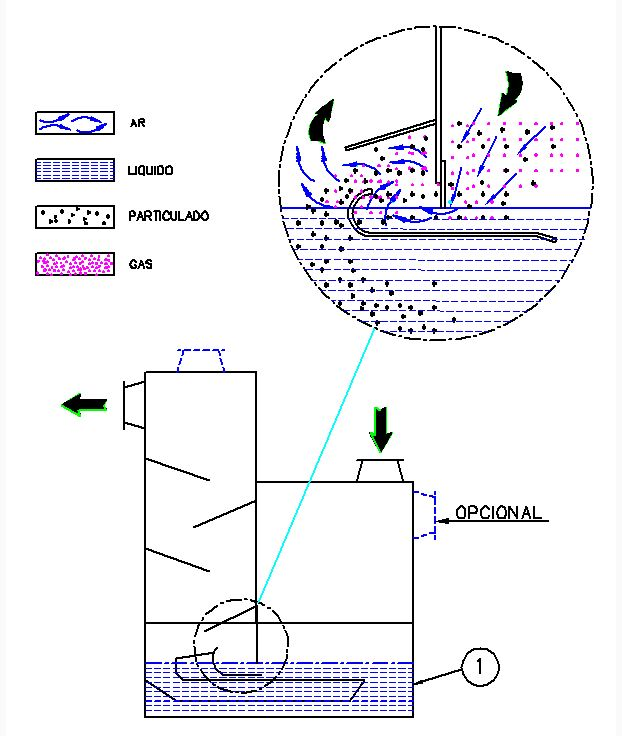 AR
LIQUIDO
PARTICULADO
GAS
OPCIONAL
1